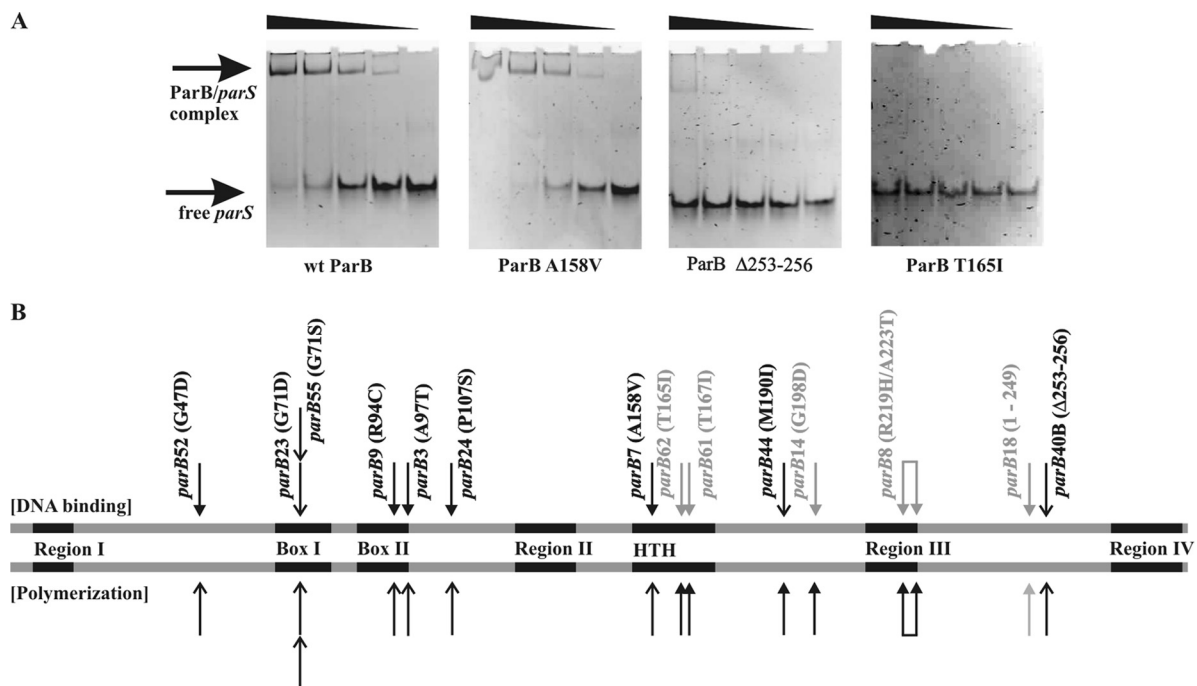 A
ParB/parS
complex
free parS
wt ParB
ParB A158V
ParB Δ253-256
ParB T165I
B
parB52 (G47D)
parB23 (G71D)
parB55 (G71S)
parB9 (R94C)
parB3 (A97T)
parB24 (P107S)
parB7 (A158V)
parB62 (T165I)
parB61 (T167I)
parB44 (M190I)
parB14 (G198D)
parB8 (R219H/A223T)
parB18 (1 - 249)
parB40B (Δ253-256)
[DNA binding]
Region I
Box I
Box II
Region II
HTH
Region III
Region IV
[Polymerization]